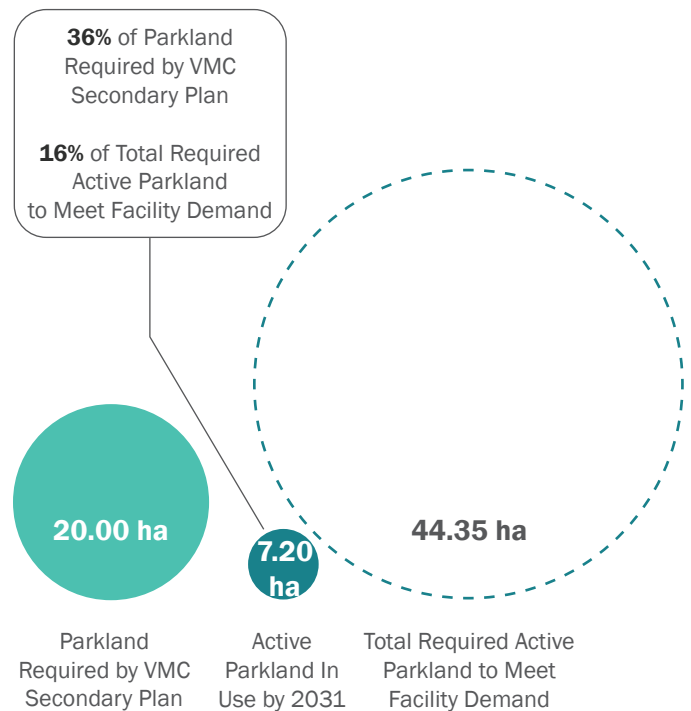 36% of Parkland
Required by VMC
Secondary Plan
16% of Total Required
Active Parkland
to Meet Facility Demand
20.00 ha
7.20
ha
44.35 ha
Parkland
Required by VMC
Secondary Plan
Active
Parkland In
Use by 2031
Total Required Active
Parkland to Meet
Facility Demand